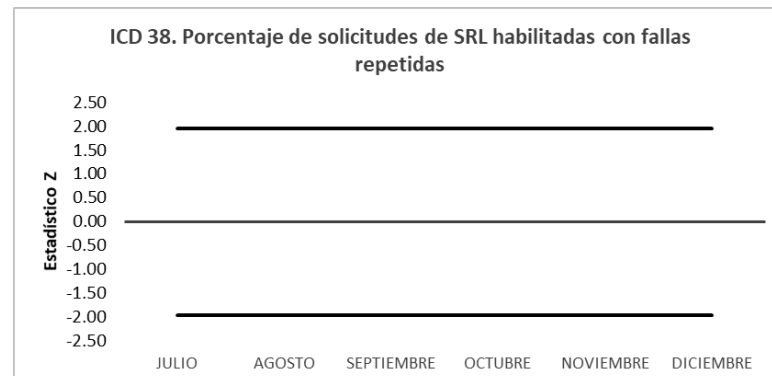 ICD 38. Porcentaje de solicitudes de SRL habilitadas con fallas
repetidas
Estadístico Z
2.50
2.00
1.50
1.00
0.50
0.00
-0.50
-1.00
-1.50
-2.00
-2.50
JULIO AGOSTO SEPTIEMBRE OCTUBRE NOVIEMBRE DICIEMBRE